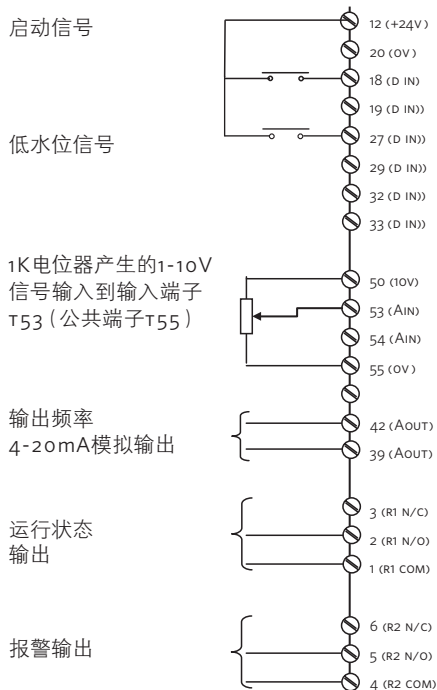 启动信号
12 (+24V)
20 (0V)
18 (D IN)
19 (D IN))
27 (D IN))
低水位信号
29 (D IN))
32 (D IN))
33 (D IN))
1K电位器产生的1-10V
信号输入到输入端子
T53（公共端子T55）
50 (10V)
53 (AIN)
54 (AIN)
55 (0V)
输出频率
4-20mA模拟输出
42 (AOUT)
39 (AOUT)
运行状态
输出
3 (R1 N/C)
2 (R1 N/O)
1 (R1 COM)
报警输出
6 (R2 N/C)
5 (R2 N/O)
4 (R2 COM)